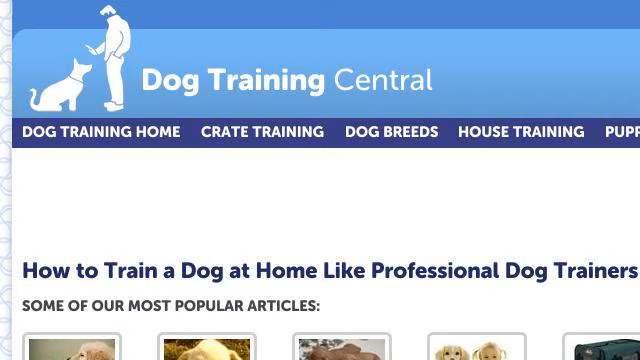 Dog Training Central
DOG TRAINING HOME CRATE TRAINING DOG BREEDS HOUSE TRAINING
How to Train a Dog at Home Like Professional Dog Trainers
SOME OF OUR MOST POPULAR ARTICLES: